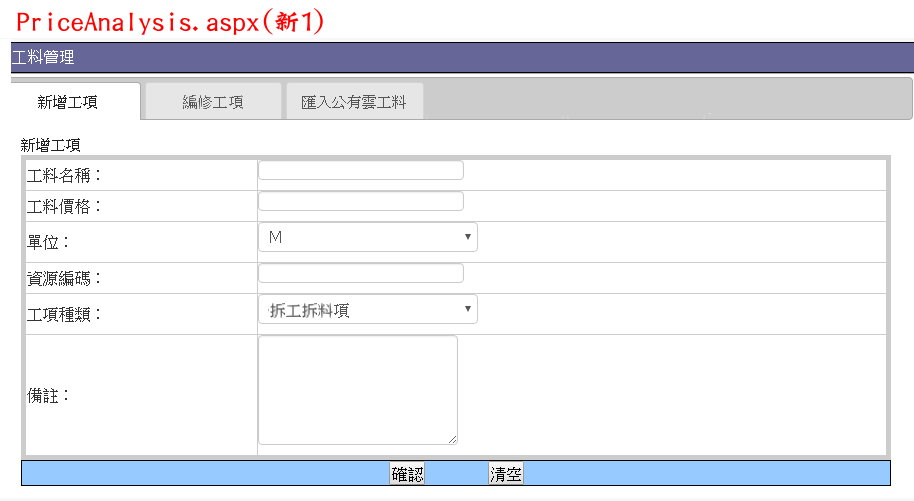 PriceAnalysis.aspx(新1)
工料管理
新增工項 編修工項 匯入公有雲工料
新增工項
工料名稱：
工料價格：
單位： M
資源編碼：
工項種類： 拆工拆料項
備註：
確認 清空